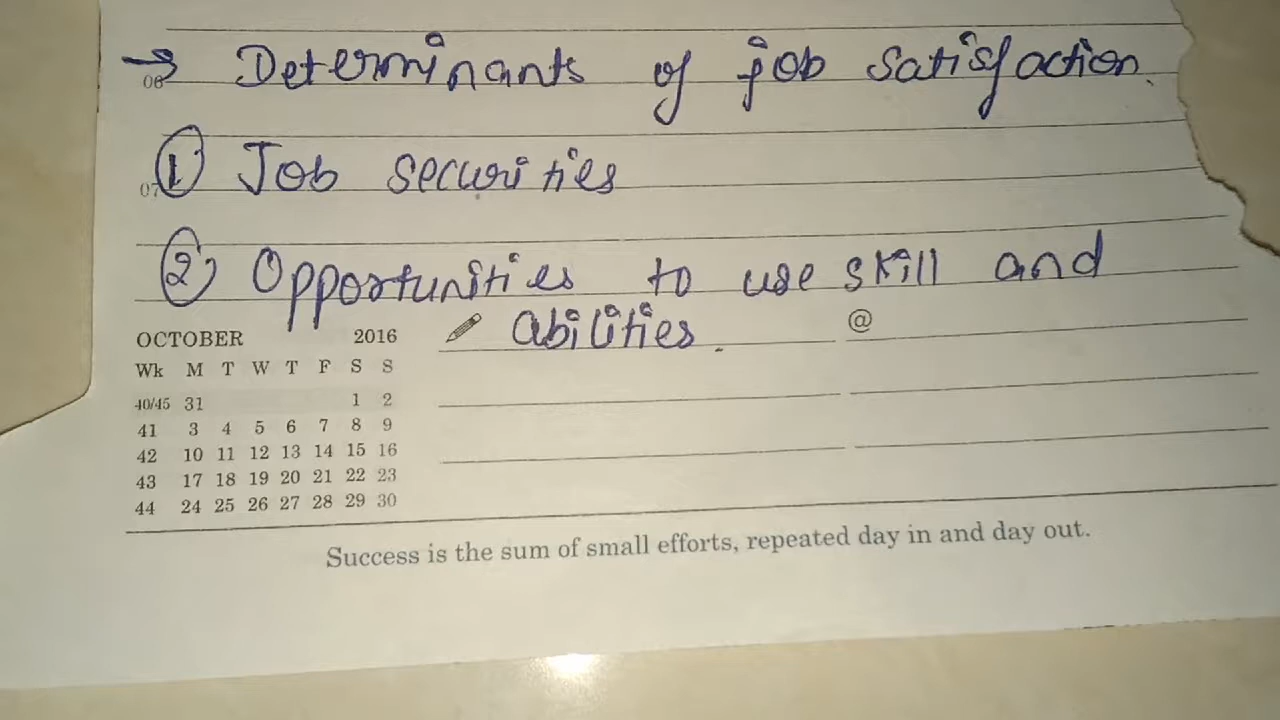 → Determinants of job satisfaction.
06
① Job securities
07
② Opportunities to use skill and
abilities.
@
OCTOBER 2016
Wk M T W T F S S
40/45 31 1 2
41 3 4 5 6 7 8 9
42 10 11 12 13 14 15 16
43 17 18 19 20 21 22 23
44 24 25 26 27 28 29 30
Success is the sum of small efforts, repeated day in and day out.